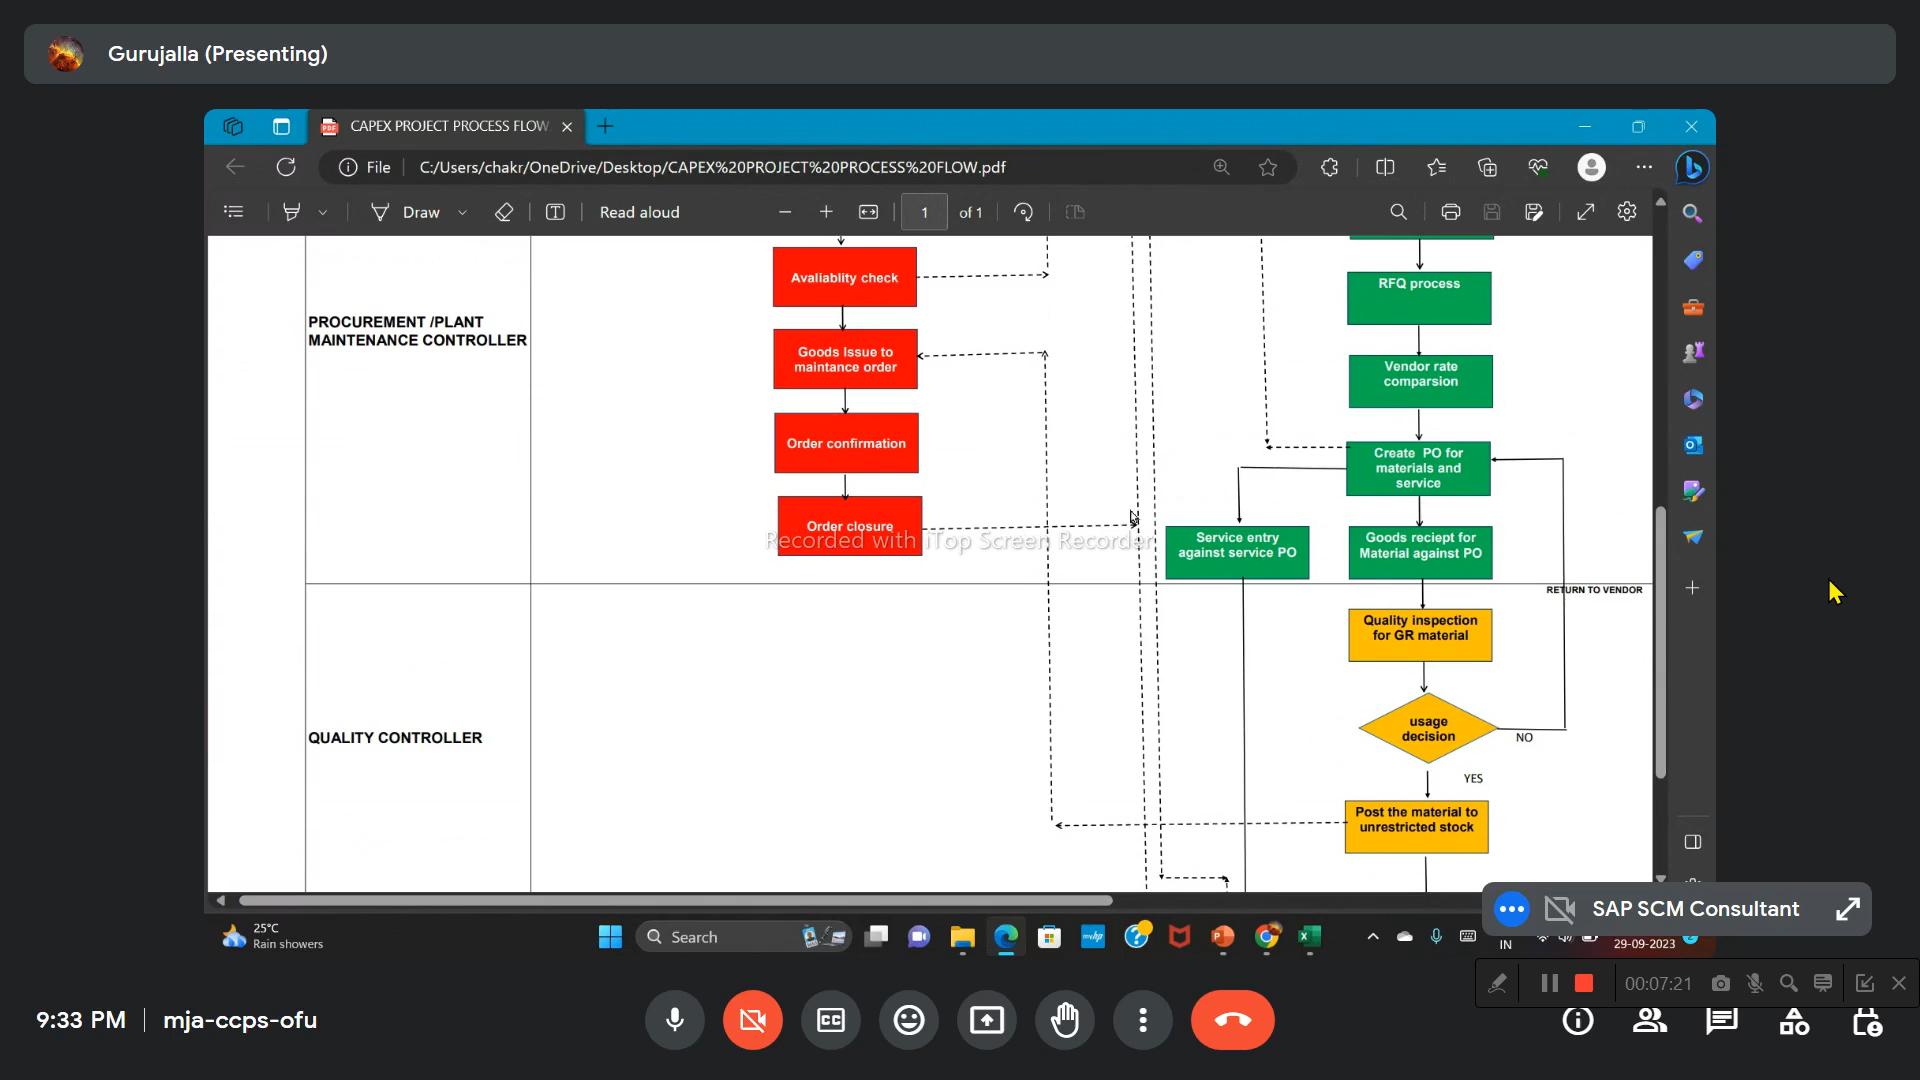 Gurujalla (Presenting)
CAPEX PROJECT PROCESS FLOW
File
C:/Users/chakr/OneDrive/Desktop/CAPEX%20PROJECT%20PROCESS%20FLOW.pdf
Draw
Read aloud
1
of 1
Avaliablity check
RFQ process
PROCUREMENT /PLANT
MAINTENANCE CONTROLLER
Goods Issue to
maintance order
Vendor rate
comparsion
Order confirmation
Create PO for
materials and
service
Order closure
Service entry
against service PO
Goods reciept for
Material against PO
Recorded with iTop Screen Recorder
RETURN TO VENDOR
Quality inspection
for GR material
QUALITY CONTROLLER
usage
decision
NO
YES
Post the material to
unrestricted stock
SAP SCM Consultant
25°C
Rain showers
Search
myhp
IN
29-09-2023
00:07:21
9:33 PM
mja-ccps-ofu
CC